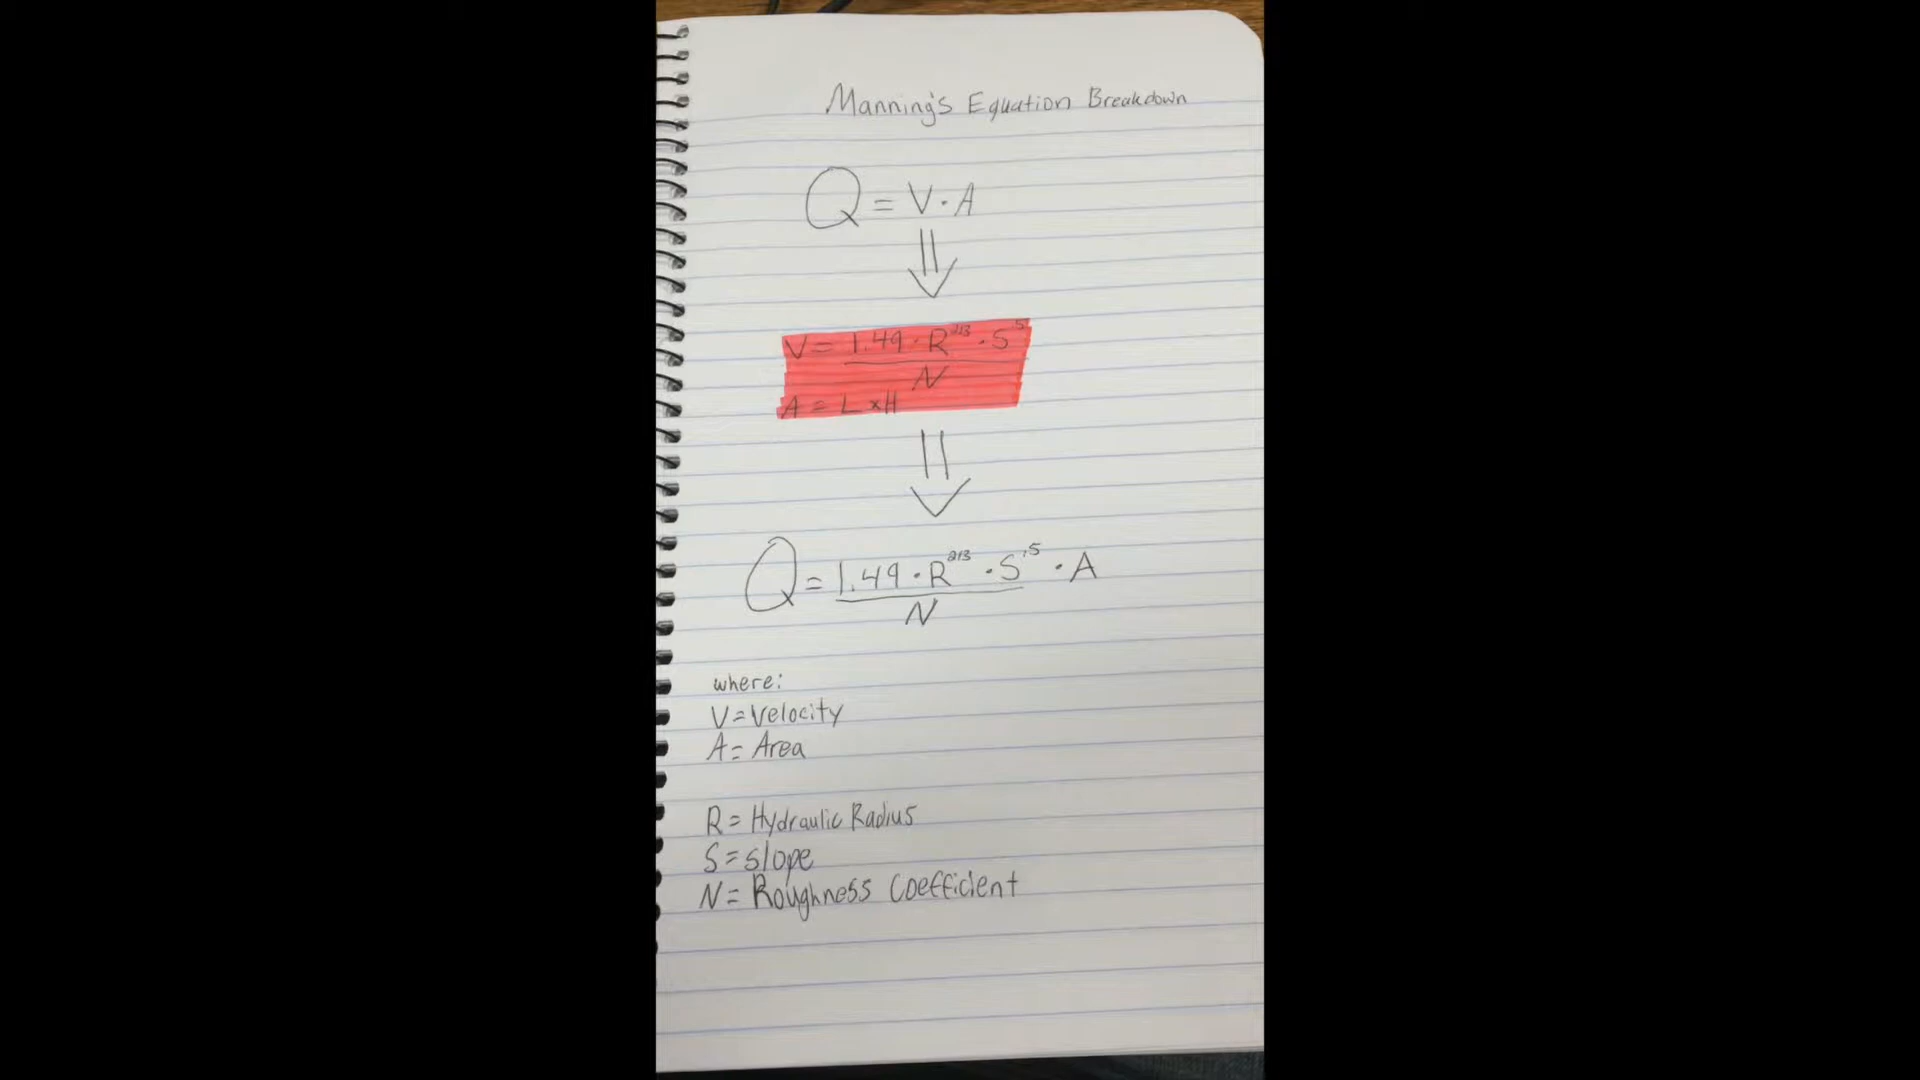 Manning's Equation Breakdown
Q = V · A
V = 1.49 · R^2/3 · S^.5
N
A = L x H
Q = 1.49 · R^2/3 · S^.5 · A
N
where:
V = Velocity
A = Area
R = Hydraulic Radius
S = slope
N = Roughness Coefficient